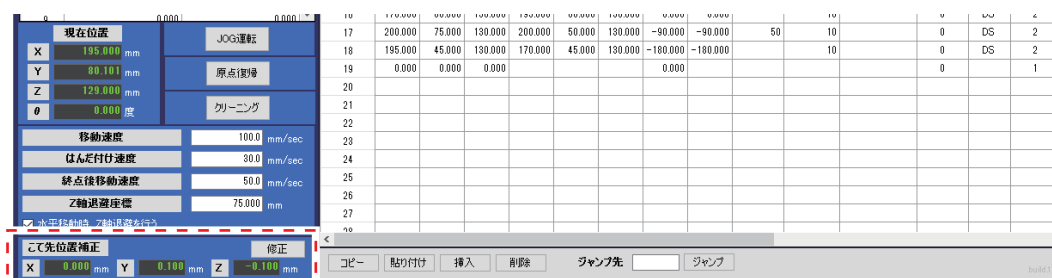 現在位置
X 195.000 mm
Y 80.101 mm
Z 129.000 mm
θ 0.000 度
JOG運転
原点復帰
クリーニング
移動速度 100.0 mm/sec
はんだ付け速度 30.0 mm/sec
終点後移動速度 50.0 mm/sec
Z軸退避座標 75.000 mm
水平移動時、Z軸退避を行う
こて先位置補正 修正
X 0.000 mm Y 0.100 mm Z -0.100 mm
17 200.000 75.000 130.000 200.000 50.000 130.000 -90.000 -90.000 50 10 0 DS 2
18 195.000 45.000 130.000 170.000 45.000 130.000 -180.000 -180.000 10 0 DS 2
19 0.000 0.000 0.000 0.000 0 1
20
21
22
23
24
25
26
27
コピー 貼り付け 挿入 削除 ジャンプ先 ジャンプ